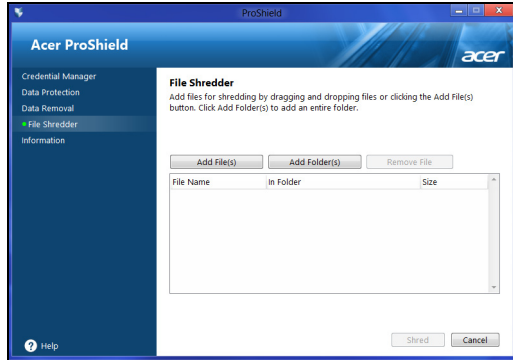 ProShield
Acer ProShield
acer
Credential Manager
Data Protection
Data Removal
File Shredder
Information
Help
File Shredder
Add files for shredding by dragging and dropping files or clicking the Add File(s)
button. Click Add Folder(s) to add an entire folder.
Add File(s) Add Folder(s) Remove File
File Name In Folder Size
Shred Cancel